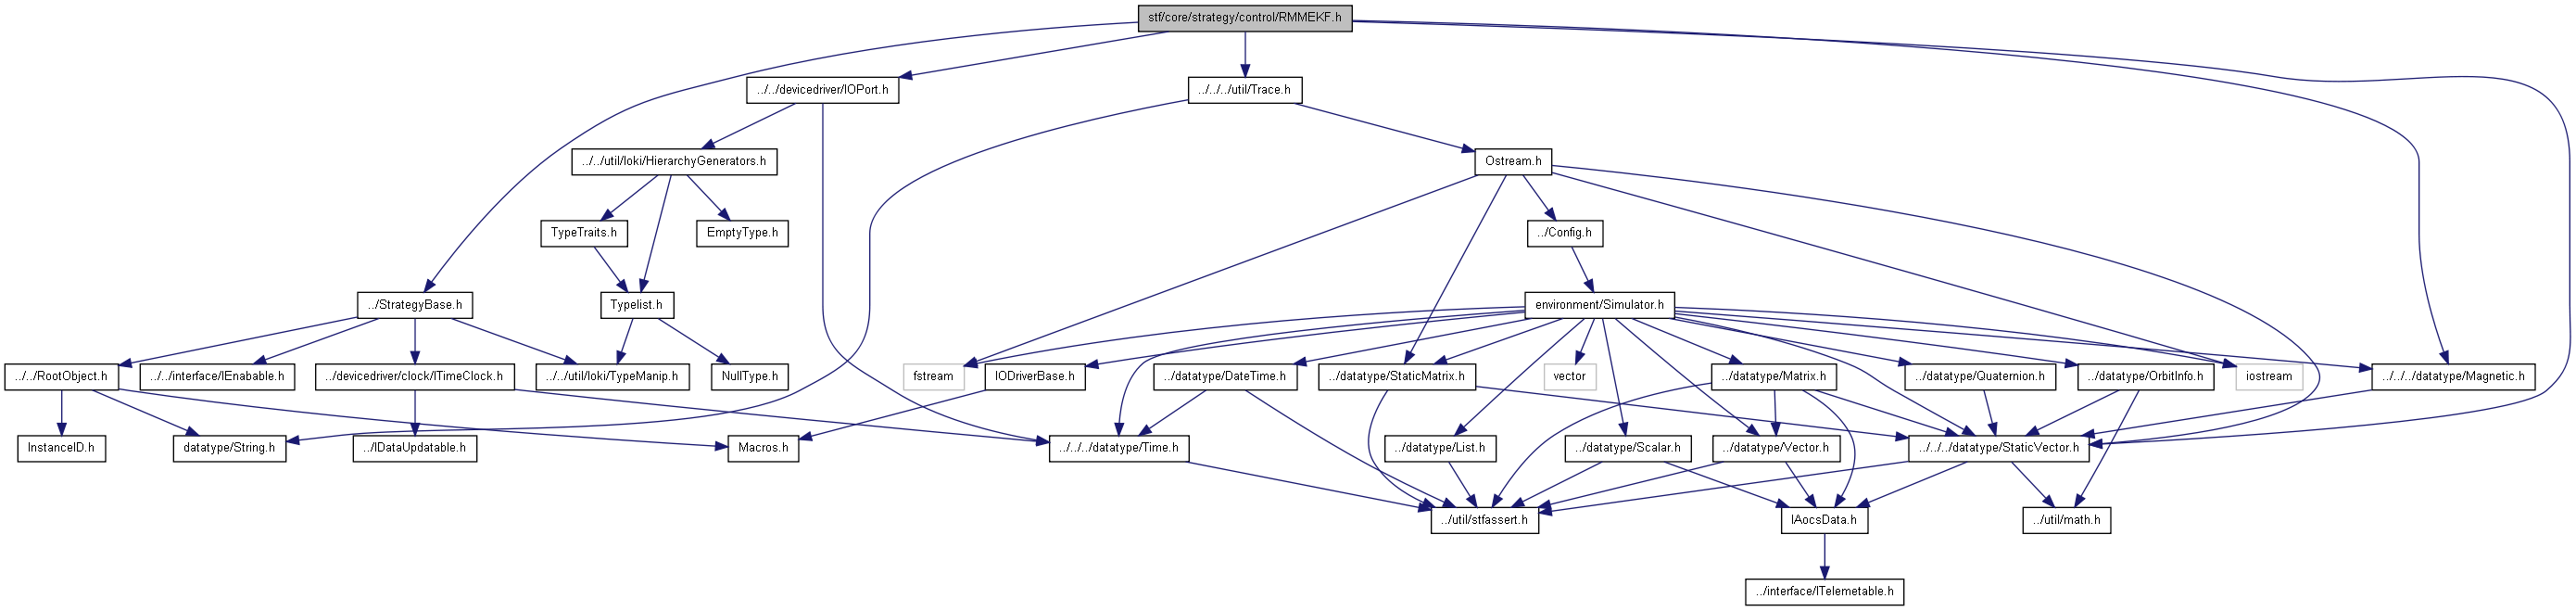 stf/core/strategy/control/RMMEKF.h
../../devicedriver/IOPort.h
../../../util/Trace.h
../../util/loki/HierarchyGenerators.h
Ostream.h
TypeTraits.h
EmptyType.h
../Config.h
../StrategyBase.h
Typelist.h
environment/Simulator.h
../../RootObject.h
../../interface/IEnabable.h
../devicedriver/clock/ITimeClock.h
../../util/loki/TypeManip.h
NullType.h
fstream
IODriverBase.h
../datatype/DateTime.h
../datatype/StaticMatrix.h
vector
../datatype/Matrix.h
../datatype/Quaternion.h
../datatype/OrbitInfo.h
iostream
../../../datatype/Magnetic.h
InstanceID.h
datatype/String.h
../IDataUpdatable.h
Macros.h
../../../datatype/Time.h
../datatype/List.h
../datatype/Scalar.h
../datatype/Vector.h
../../../datatype/StaticVector.h
../util/stfassert.h
IAocsData.h
../util/math.h
../interface/ITelemetable.h